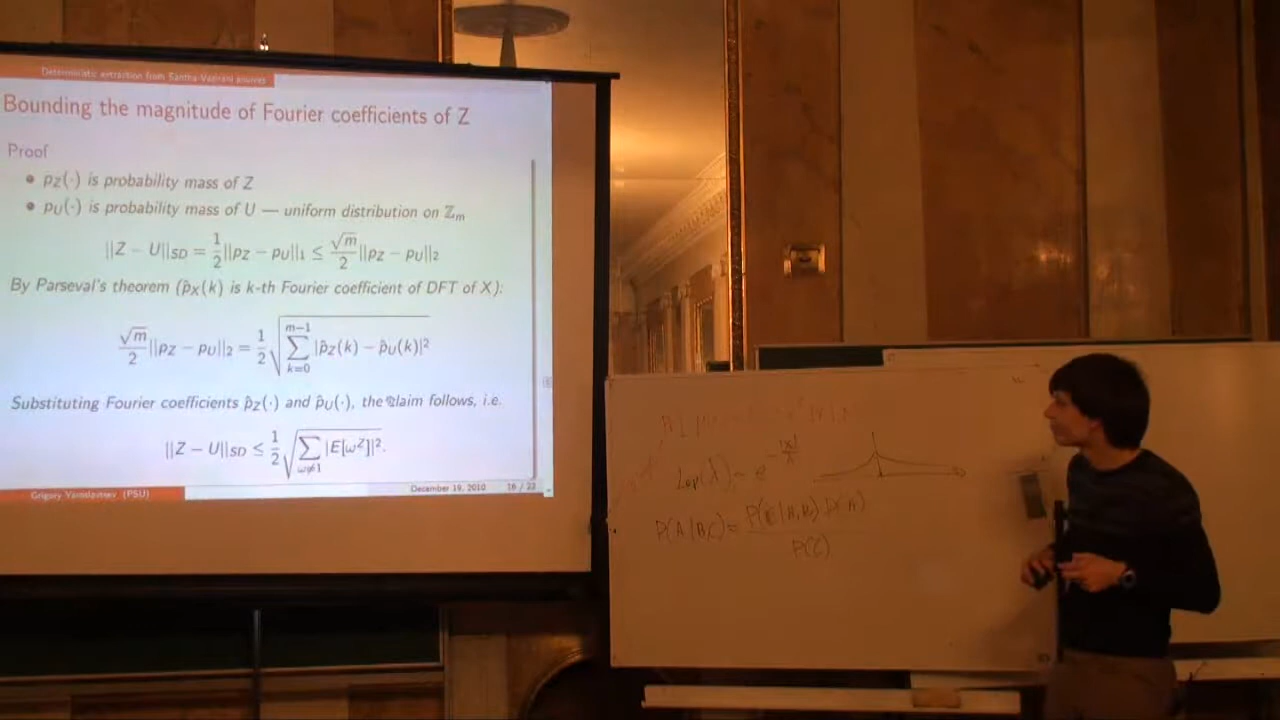 Deterministic extraction from Santha-Vazirani sources
Bounding the magnitude of Fourier coefficients of Z
Proof
• p_Z(·) is probability mass of Z
• p_U(·) is probability mass of U — uniform distribution on ℤ_m
||Z − U||_SD = 1/2 ||p_Z − p_U||_1 ≤ √m/2 ||p_Z − p_U||_2
By Parseval's theorem (p̂_X(k) is k-th Fourier coefficient of DFT of X):
√m/2 ||p_Z − p_U||_2 = 1/2 √(∑_{k=0}^{m−1} |p̂_Z(k) − p̂_U(k)|²)
Substituting Fourier coefficients p̂_Z(·) and p̂_U(·), the claim follows, i.e.
||Z − U||_SD ≤ 1/2 √(∑_{ω≠1} |E[ω^Z]|²).
Grigory Yaroslavtsev (PSU)
December 19, 2010
16 / 22
Lap(λ) ~ e^{−|x|/λ}
P(A|B,C) =
P(A)
P(C)